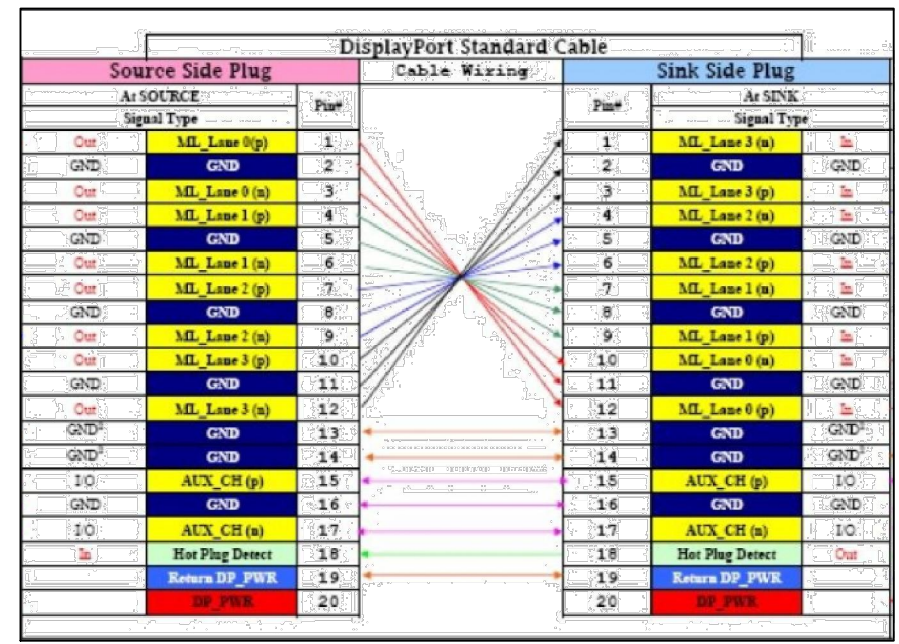 DisplayPort Standard Cable
Source Side Plug Cable Wiring Sink Side Plug
At SOURCE Pin# Pin# At SINK
Signal Type Signal Type
Out ML_Lane 0(p) 1 1 ML_Lane 3 (n) In
GND GND 2 2 GND GND
Out ML_Lane 0 (n) 3 3 ML_Lane 3 (p) In
Out ML_Lane 1 (p) 4 4 ML_Lane 2 (n) In
GND GND 5 5 GND GND
Out ML_Lane 1 (n) 6 6 ML_Lane 2 (p) In
Out ML_Lane 2 (p) 7 7 ML_Lane 1 (n) In
GND GND 8 8 GND GND
Out ML_Lane 2 (n) 9 9 ML_Lane 1 (p) In
Out ML_Lane 3 (p) 10 10 ML_Lane 0 (n) In
GND GND 11 11 GND GND
Out ML_Lane 3 (n) 12 12 ML_Lane 0 (p) In
GND GND 13 13 GND GND
GND GND 14 14 GND GND
I/O AUX_CH (p) 15 15 AUX_CH (p) I/O
GND GND 16 16 GND GND
I/O AUX_CH (n) 17 17 AUX_CH (n) I/O
In Hot Plug Detect 18 18 Hot Plug Detect Out
Return DP_PWR 19 19 Return DP_PWR
DP_PWR 20 20 DP_PWR